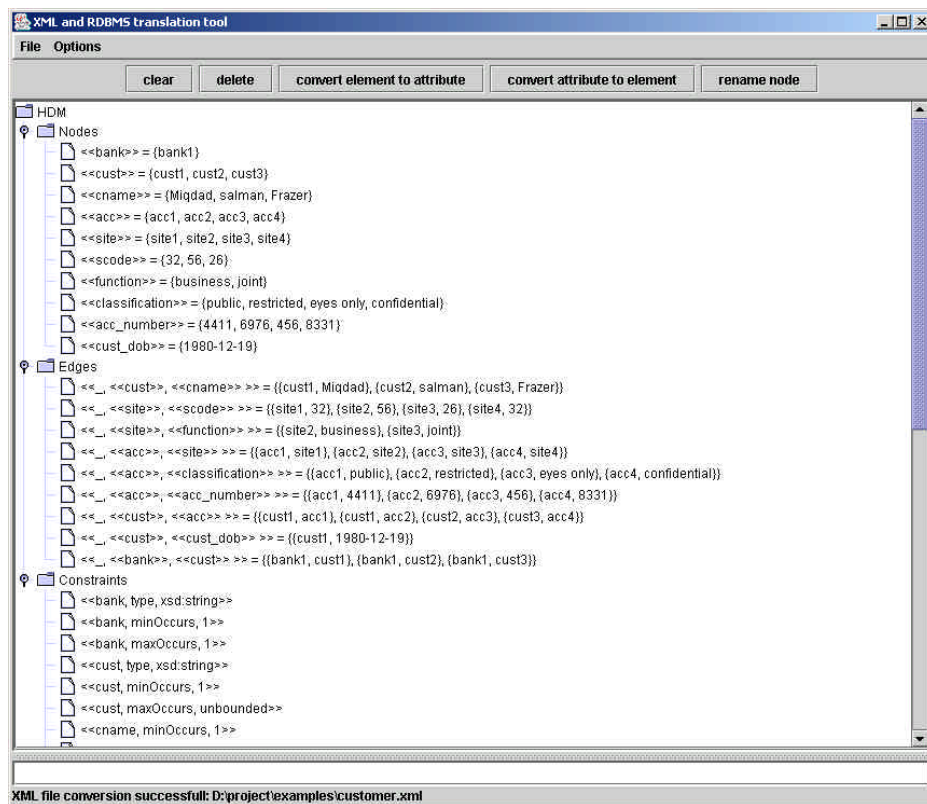 XML and RDBMS translation tool
File Options
clear delete convert element to attribute convert attribute to element rename node
HDM
Nodes
<<bank>> = {bank1}
<<cust>> = {cust1, cust2, cust3}
<<cname>> = {Miqdad, salman, Frazer}
<<acc>> = {acc1, acc2, acc3, acc4}
<<site>> = {site1, site2, site3, site4}
<<scode>> = {32, 56, 26}
<<function>> = {business, joint}
<<classification>> = {public, restricted, eyes only, confidential}
<<acc_number>> = {4411, 6976, 456, 8331}
<<cust_dob>> = {1980-12-19}
Edges
<<_, <<cust>>, <<cname>> >> = {{cust1, Miqdad}, {cust2, salman}, {cust3, Frazer}}
<<_, <<site>>, <<scode>> >> = {{site1, 32}, {site2, 56}, {site3, 26}, {site4, 32}}
<<_, <<site>>, <<function>> >> = {{site2, business}, {site3, joint}}
<<_, <<acc>>, <<site>> >> = {{acc1, site1}, {acc2, site2}, {acc3, site3}, {acc4, site4}}
<<_, <<acc>>, <<classification>> >> = {{acc1, public}, {acc2, restricted}, {acc3, eyes only}, {acc4, confidential}}
<<_, <<acc>>, <<acc_number>> >> = {{acc1, 4411}, {acc2, 6976}, {acc3, 456}, {acc4, 8331}}
<<_, <<cust>>, <<acc>> >> = {{cust1, acc1}, {cust1, acc2}, {cust2, acc3}, {cust3, acc4}}
<<_, <<cust>>, <<cust_dob>> >> = {{cust1, 1980-12-19}}
<<_, <<bank>>, <<cust>> >> = {{bank1, cust1}, {bank1, cust2}, {bank1, cust3}}
Constraints
<<bank, type, xsd:string>>
<<bank, minOccurs, 1>>
<<bank, maxOccurs, 1>>
<<cust, type, xsd:string>>
<<cust, minOccurs, 1>>
<<cust, maxOccurs, unbounded>>
<<cname, minOccurs, 1>>
XML file conversion successfull: D:\project\examples\customer.xml